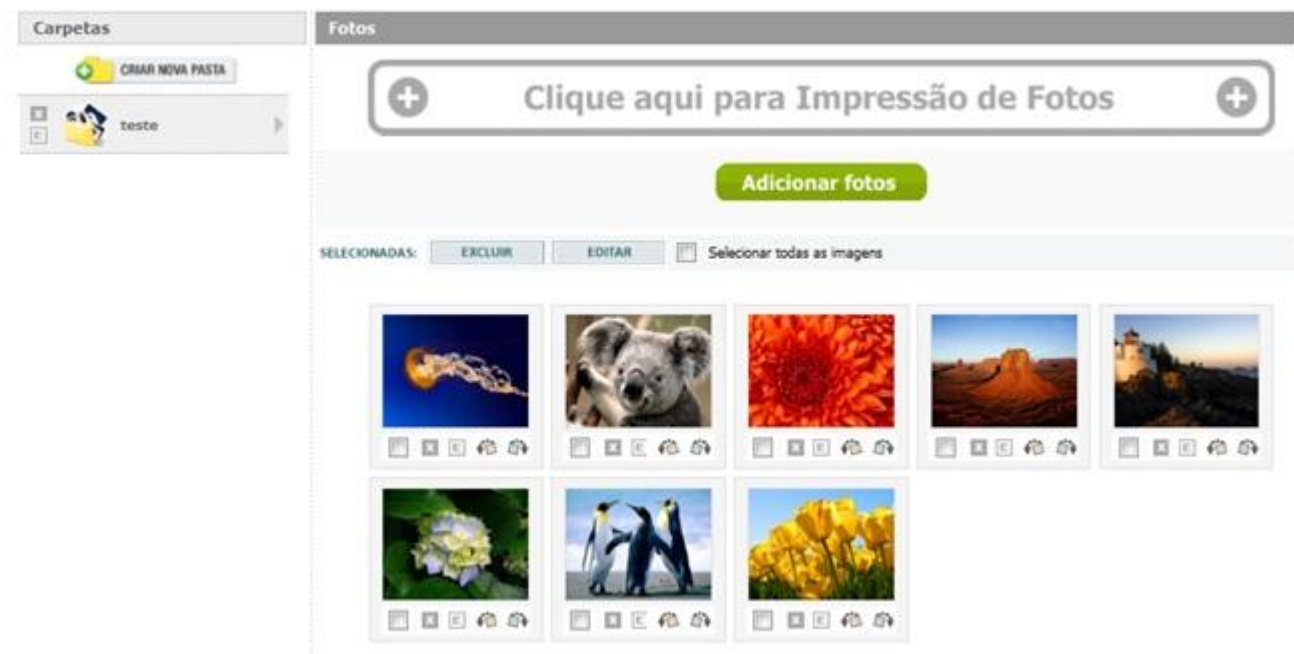 Carpetas
CRIAR NOVA PASTA
teste
Fotos
Clique aqui para Impressão de Fotos
Adicionar fotos
SELECIONADAS: EXCLUIR EDITAR Selecionar todas as imagens